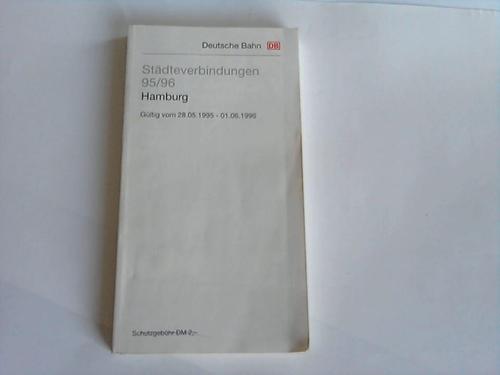 Deutsche Bahn DB
Städteverbindungen
95/96
Hamburg
Gültig vom 28.05.1995 - 01.06.1996
Schutzgebühr DM 2,-